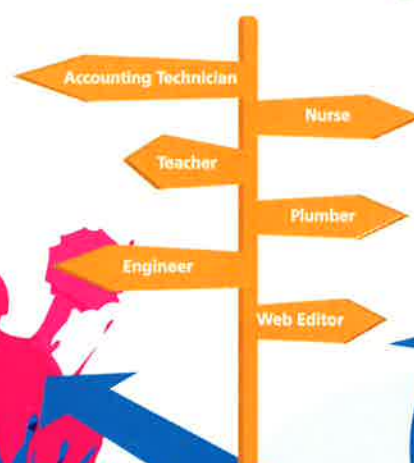 Accounting Technician
Nurse
Teacher
Plumber
Engineer
Web Editor